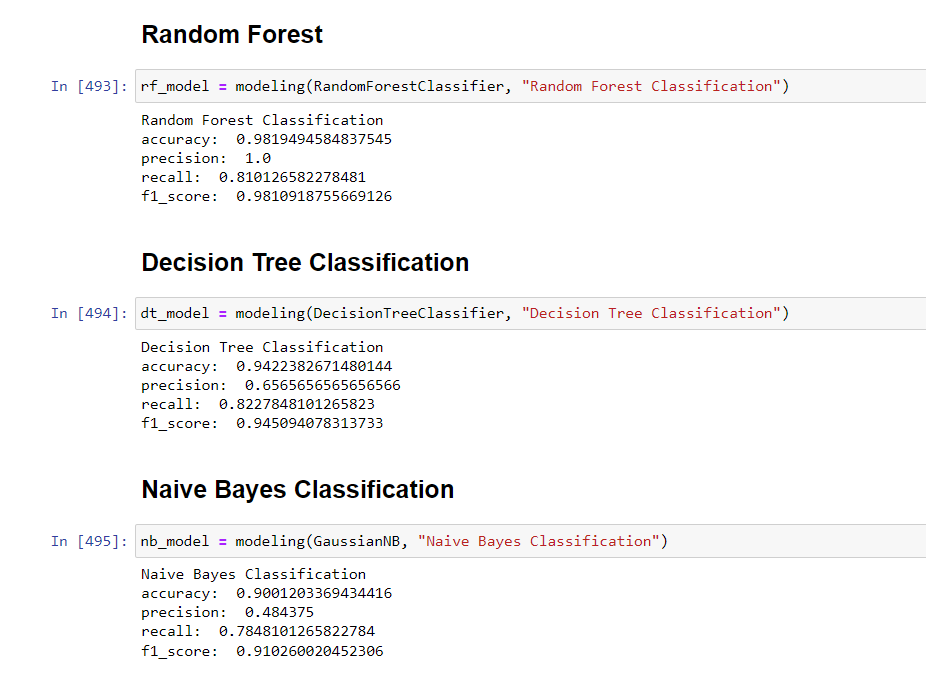 Random Forest
In [493]: rf_model = modeling(RandomForestClassifier, "Random Forest Classification")
Random Forest Classification
accuracy:  0.9819494584837545
precision:  1.0
recall:  0.810126582278481
f1_score:  0.9810918755669126
Decision Tree Classification
In [494]: dt_model = modeling(DecisionTreeClassifier, "Decision Tree Classification")
Decision Tree Classification
accuracy:  0.9422382671480144
precision:  0.6565656565656566
recall:  0.8227848101265823
f1_score:  0.945094078313733
Naive Bayes Classification
In [495]: nb_model = modeling(GaussianNB, "Naive Bayes Classification")
Naive Bayes Classification
accuracy:  0.9001203369434416
precision:  0.484375
recall:  0.7848101265822784
f1_score:  0.910260020452306